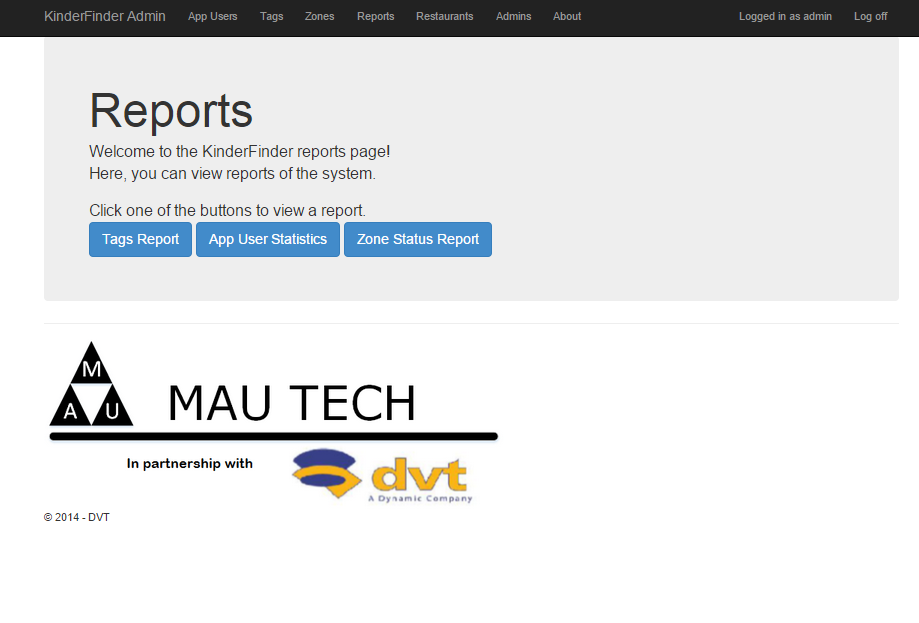 KinderFinder Admin App Users Tags Zones Reports Restaurants Admins About Logged in as admin Log off
Reports
Welcome to the KinderFinder reports page!
Here, you can view reports of the system.
Click one of the buttons to view a report.
Tags Report App User Statistics Zone Status Report
M
A U
MAU TECH
In partnership with
dvt
A Dynamic Company
© 2014 - DVT